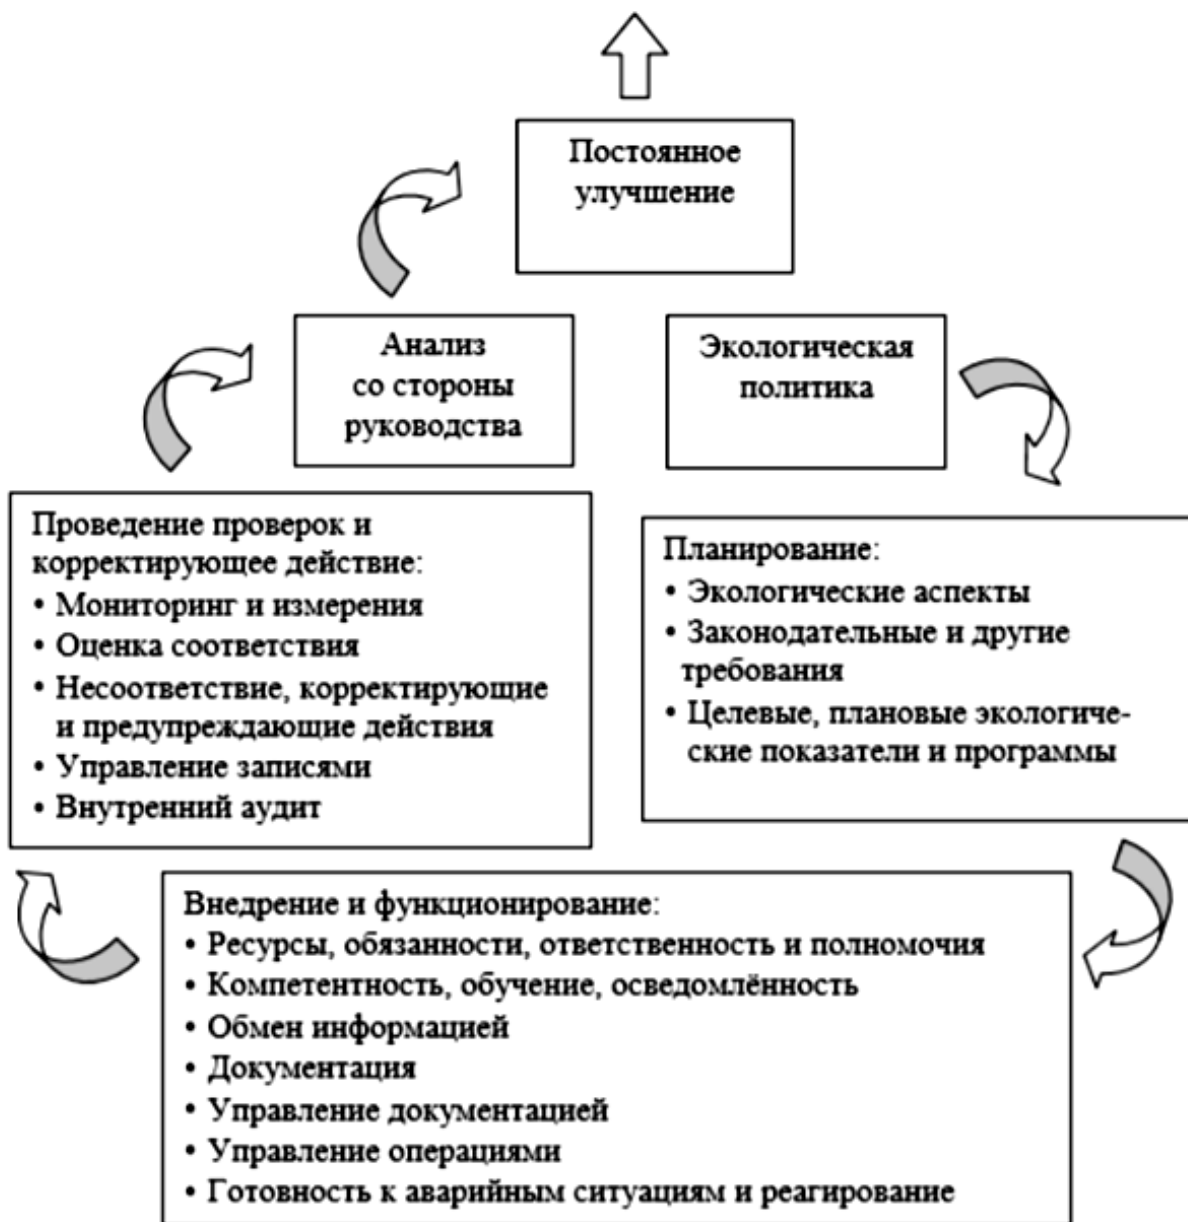 Постоянное
улучшение
Анализ
со стороны
руководства
Экологическая
политика
Проведение проверок и
корректирующее действие:
• Мониторинг и измерения
• Оценка соответствия
• Несоответствие, корректирующие
и предупреждающие действия
• Управление записями
• Внутренний аудит
Планирование:
• Экологические аспекты
• Законодательные и другие
требования
• Целевые, плановые экологиче-
ские показатели и программы
Внедрение и функционирование:
• Ресурсы, обязанности, ответственность и полномочия
• Компетентность, обучение, осведомлённость
• Обмен информацией
• Документация
• Управление документацией
• Управление операциями
• Готовность к аварийным ситуациям и реагирование